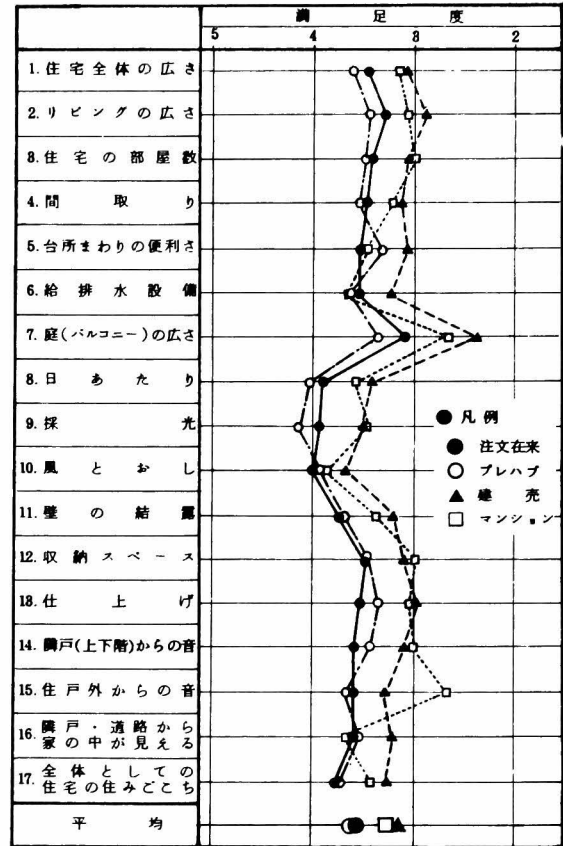 満足度
5 4 3 2
1. 住宅全体の広さ
2. リビングの広さ
3. 住宅の部屋数
4. 間取り
5. 台所まわりの便利さ
6. 給排水設備
7. 庭(バルコニー)の広さ
8. 日あたり
9. 採光
10. 風とおし
11. 壁の結露
12. 収納スペース
13. 仕上げ
14. 隣戸(上下階)からの音
15. 住戸外からの音
16. 隣戸・道路から
家の中が見える
17. 全体としての
住宅の住みごこち
平均
凡例
注文在来
プレハブ
建売
マンション